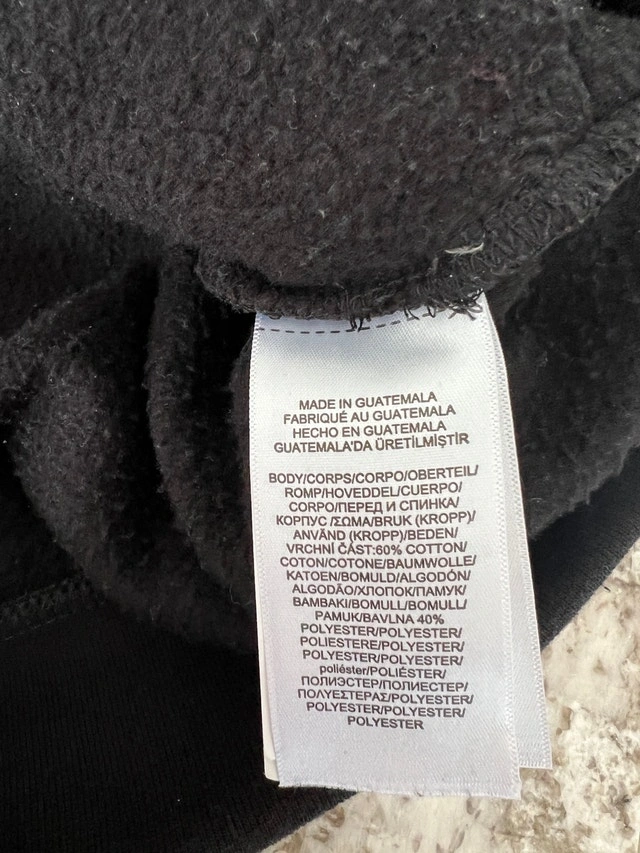 MADE IN GUATEMALA
FABRIQUÉ AU GUATEMALA
HECHO EN GUATEMALA
GUATEMALA'DA ÜRETİLMİŞTİR
BODY/CORPS/CORPO/OBERTEIL/
ROMP/HOVEDDEL/CUERPO/
CORPO/ПЕРЕД И СПИНКА/
КОРПУС /ΣΩΜΑ/BRUK (KROPP)/
ANVÄND (KROPP)/BEDEN/
VRCHNÍ ČÁST:60% COTTON/
COTON/COTONE/BAUMWOLLE/
KATOEN/BOMULD/ALGODÓN/
ALGODÃO/ХЛОПОК/ПАМУК/
BAMBAKI/BOMULL/BOMULL/
PAMUK/BAVLNA 40%
POLYESTER/POLYESTER/
POLIESTERE/POLYESTER/
POLYESTER/POLYESTER/
poliéster/POLIÉSTER/
ПОЛИЭСТЕР/ПОЛИЕСТЕР/
ΠΟΛΥΕΣΤΕΡΑΣ/POLYESTER/
POLYESTER/POLYESTER/
POLYESTER